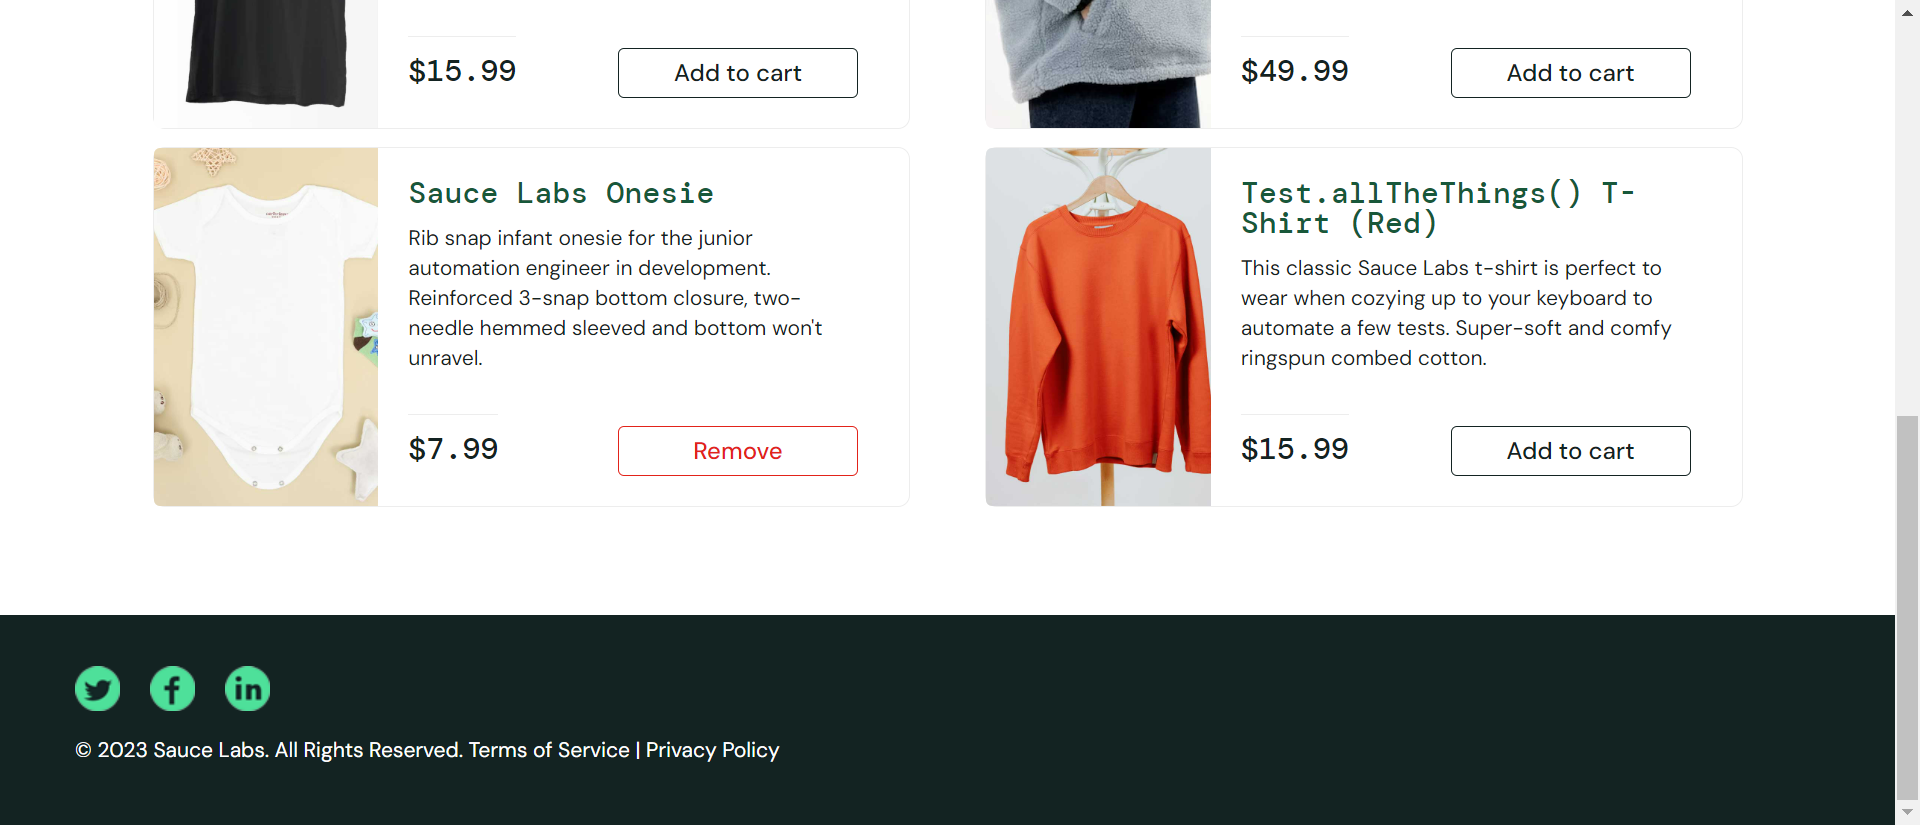 $15.99
Add to cart
$49.99
Add to cart
Sauce Labs Onesie
Rib snap infant onesie for the junior
automation engineer in development.
Reinforced 3-snap bottom closure, two-
needle hemmed sleeved and bottom won't
unravel.
$7.99
Remove
Test.allTheThings() T-
Shirt (Red)
This classic Sauce Labs t-shirt is perfect to
wear when cozying up to your keyboard to
automate a few tests. Super-soft and comfy
ringspun combed cotton.
$15.99
Add to cart
© 2023 Sauce Labs. All Rights Reserved. Terms of Service | Privacy Policy